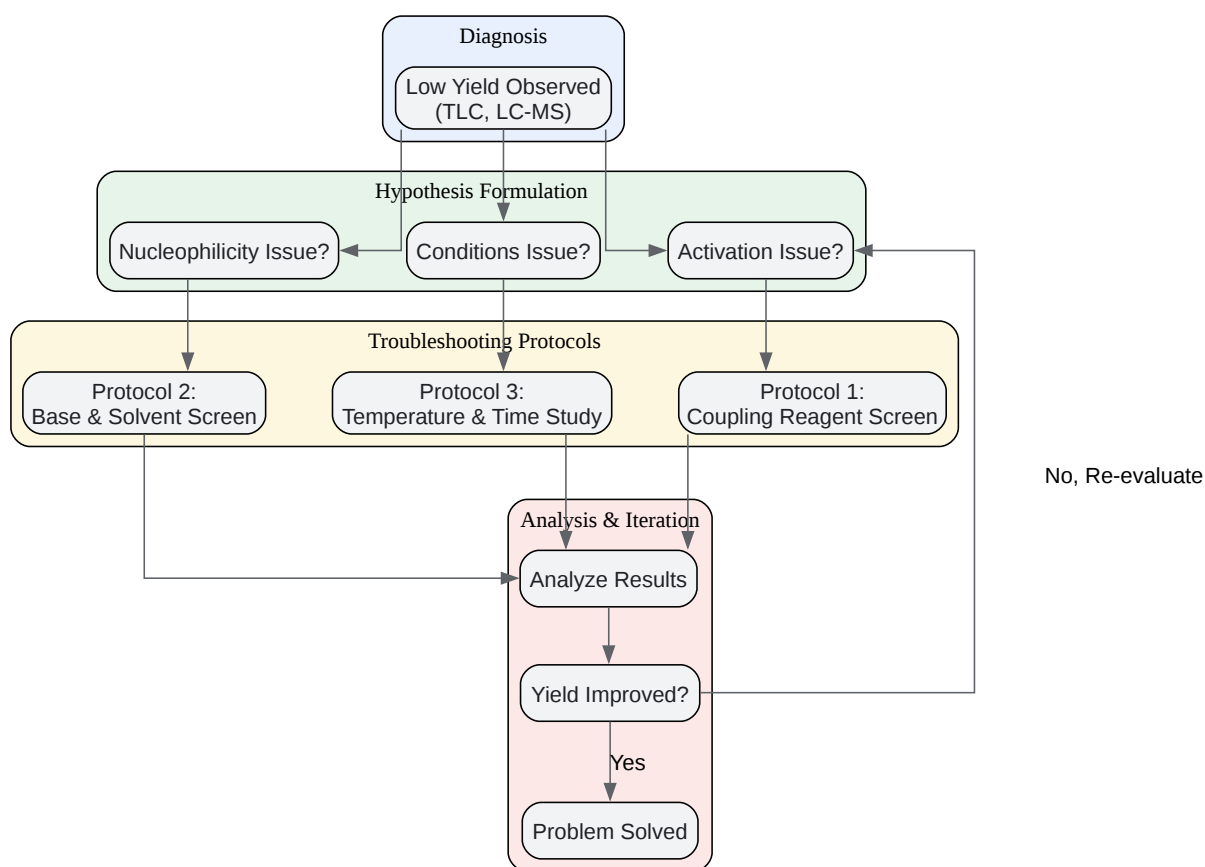 Diagnosis
Low Yield Observed
(TLC, LC-MS)
Hypothesis Formulation
Nucleophilicity Issue?
Conditions Issue?
Activation Issue?
Troubleshooting Protocols
Protocol 2:
Base & Solvent Screen
Protocol 3:
Temperature & Time Study
Protocol 1:
Coupling Reagent Screen
No, Re-evaluate
Analysis & Iteration
Analyze Results
Yield Improved?
Yes
Problem Solved